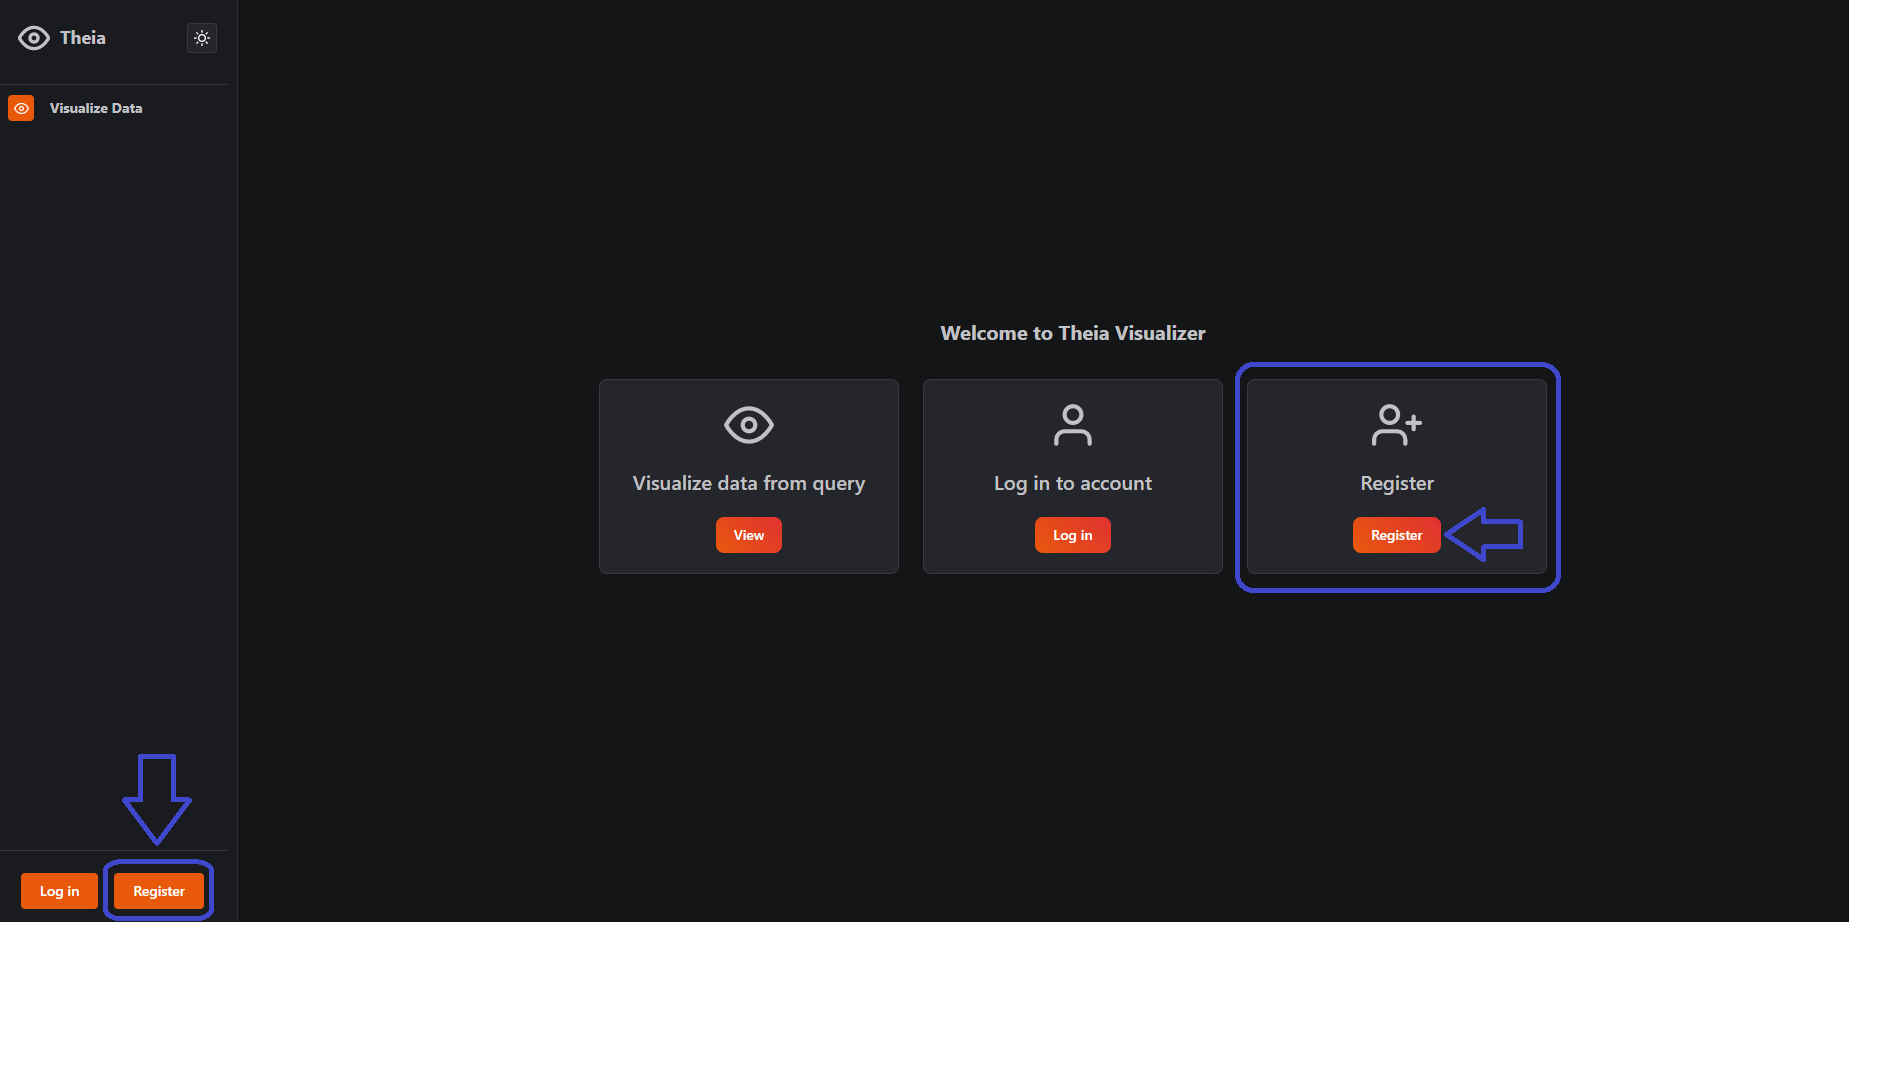 Theia
Visualize Data
Welcome to Theia Visualizer
Visualize data from query
View
Log in to account
Log in
Register
Register
Log in
Register